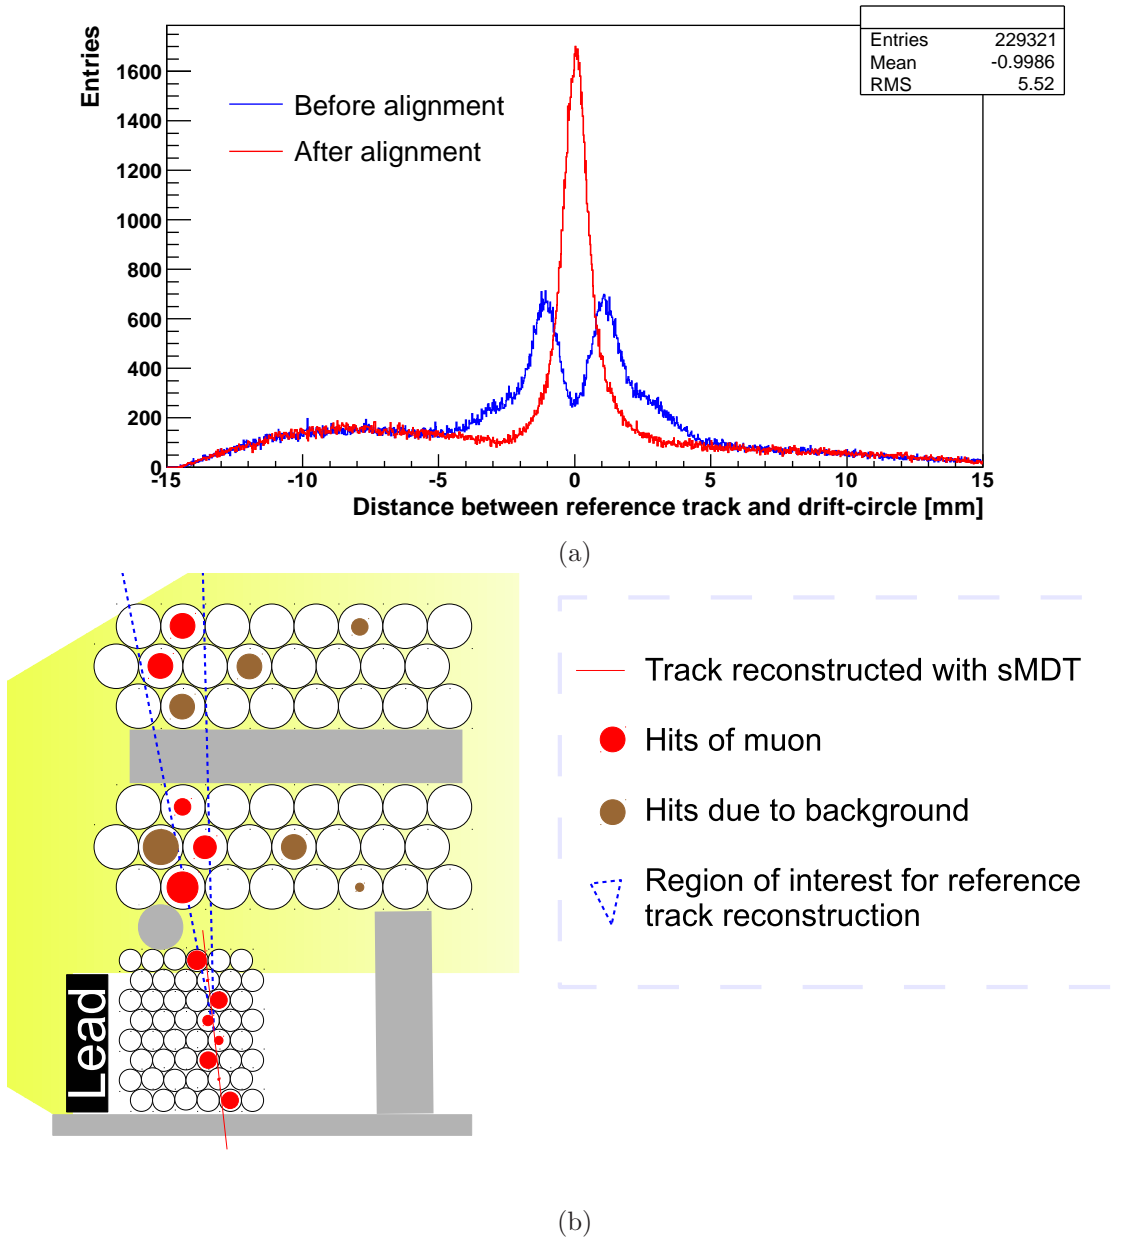 Entries 229321
Mean -0.9986
RMS 5.52
Entries
1600
1400
1200
1000
800
600
400
200
0
Before alignment
After alignment
-15 -10 -5 0 5 10 15
Distance between reference track and drift-circle [mm]
(a)
Track reconstructed with sMDT
Hits of muon
Hits due to background
Region of interest for reference
track reconstruction
Lead
(b)